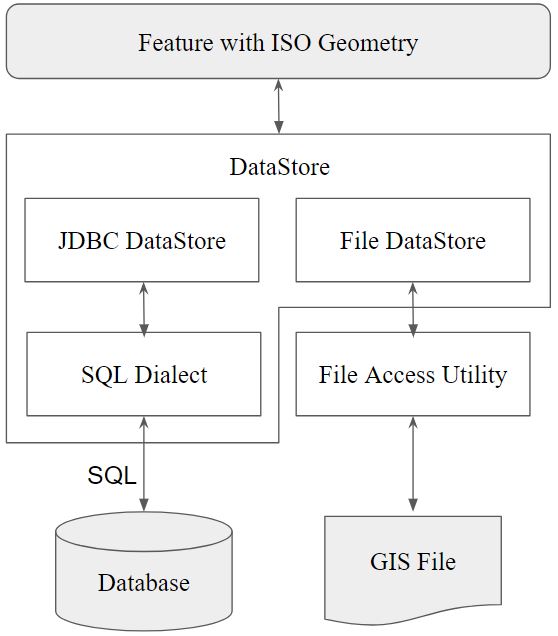 Feature with ISO Geometry
DataStore
JDBC DataStore
File DataStore
SQL Dialect
File Access Utility
SQL
Database
GIS File